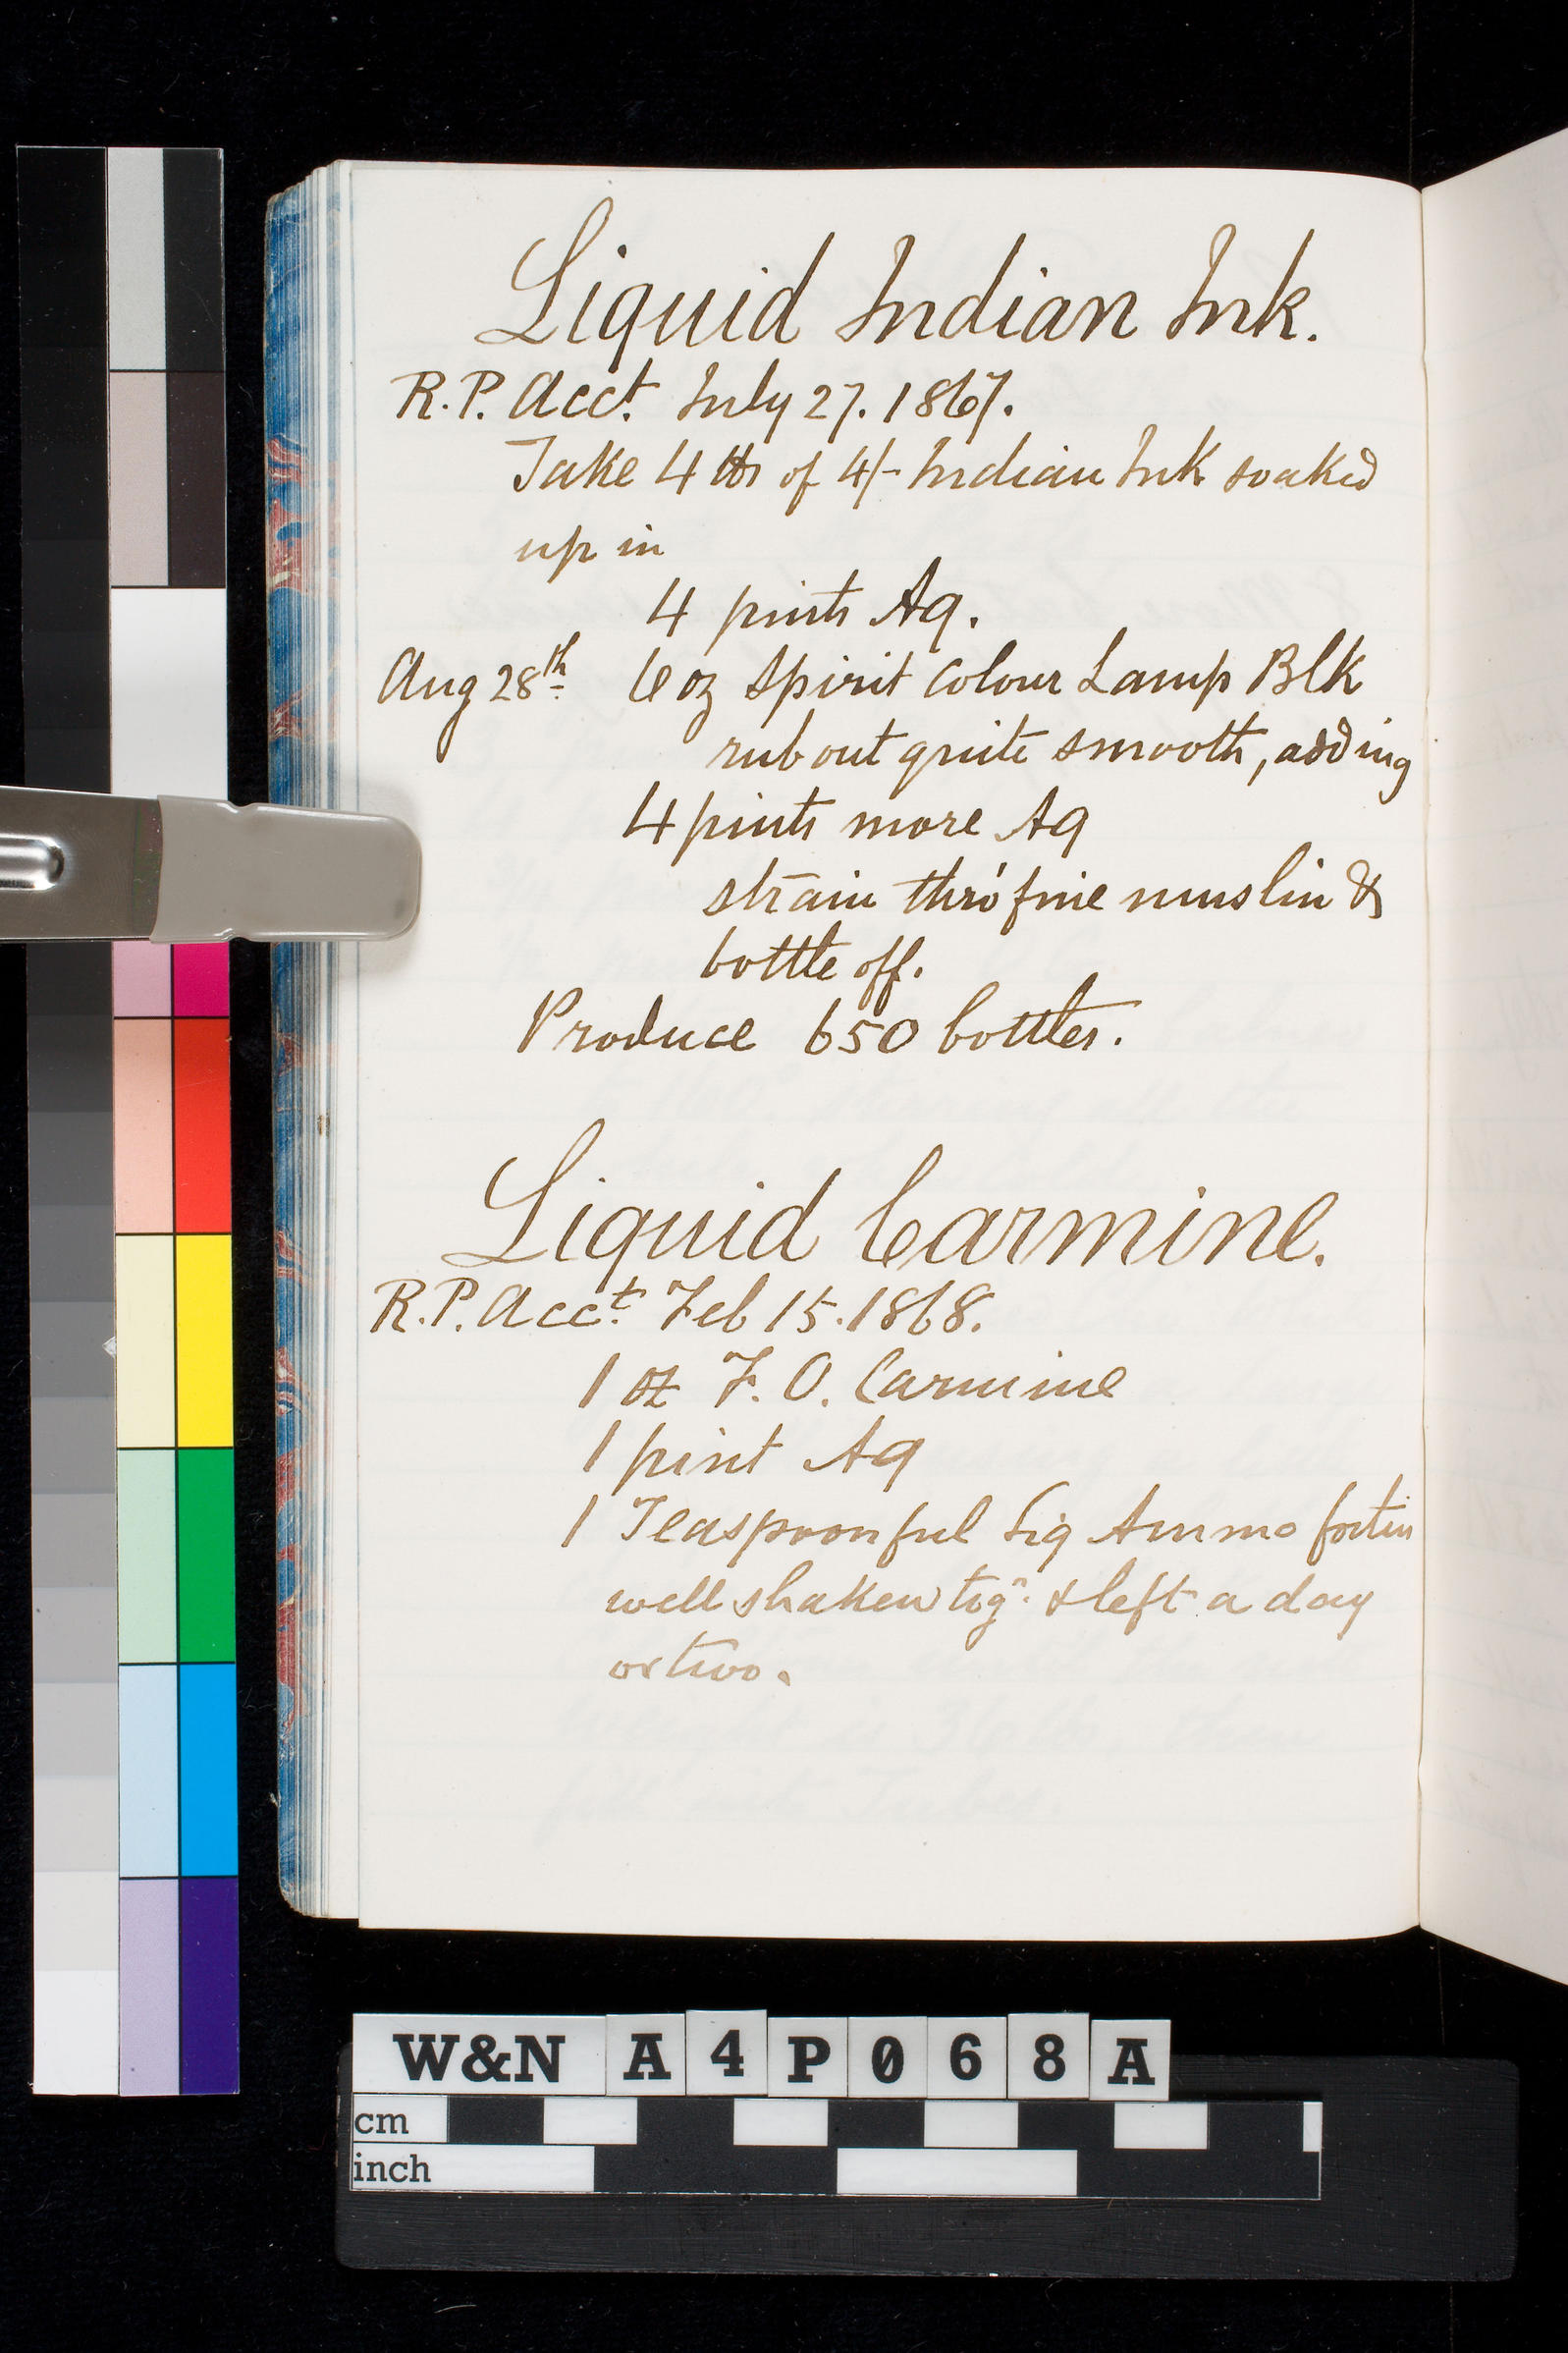 Liquid Indian Ink.
R.P. Acct. July 27. 1867.
Take 4 lbs of 4/- Indian Ink soaked
up in
4 pints Aq.
Aug 28th 6 oz Spirit Colour Lamp Blk
rub out quite smooth, adding
4 pints more Aq
strain thro' fine muslin &
bottle off.
Produce 650 bottles.
Liquid Carmine.
R.P. Acct. Feb 15. 1868.
1 oz F. O. Carmine
1 pint Aq
1 Teaspoonful Liq Ammo fortis
well shaken togr. & left a day
or two.
W&N A4P068A
cm
inch